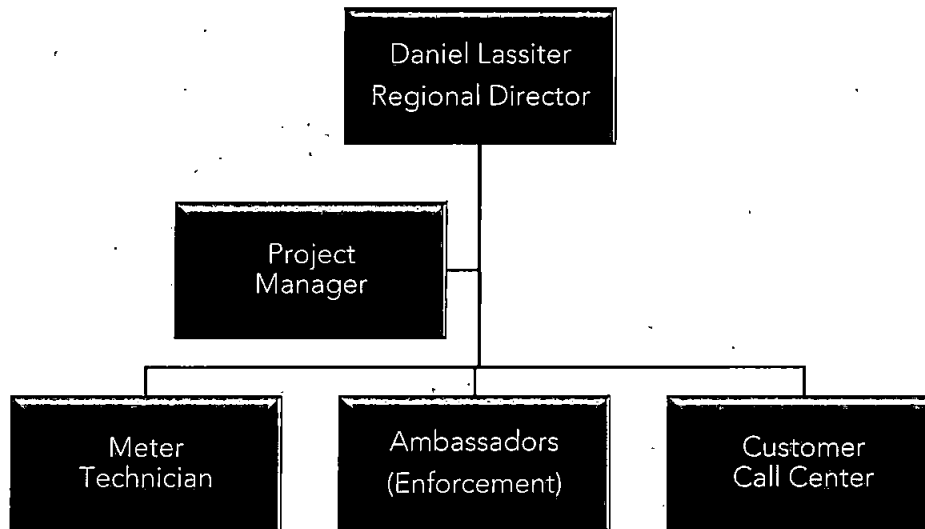 Daniel Lassiter
Regional Director
Project
Manager
Meter
Technician
Ambassadors
(Enforcement)
Customer
Call Center